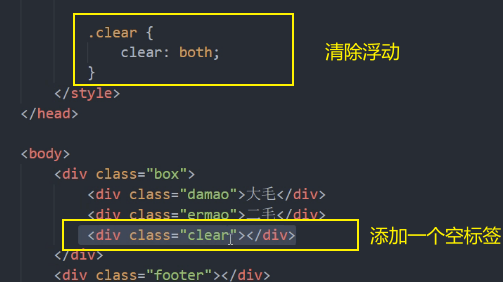 .clear {
clear: both;
}
清除浮动
</style>
</head>
<body>
<div class="box">
<div class="damao">大毛</div>
<div class="ermao">二毛</div>
<div class="clear"></div>
添加一个空标签
</div>
<div class="footer"></div>